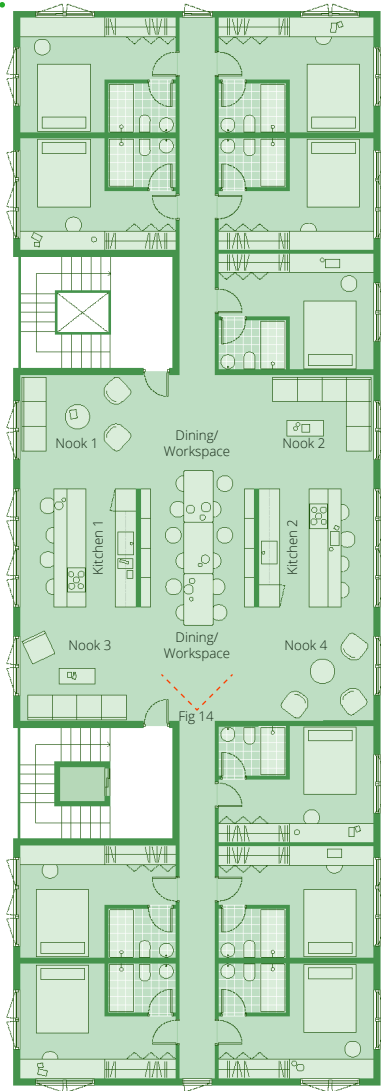 Nook 1
Dining/
Workspace
Nook 2
Kitchen 1
Kitchen 2
Nook 3
Dining/
Workspace
Nook 4
Fig 14